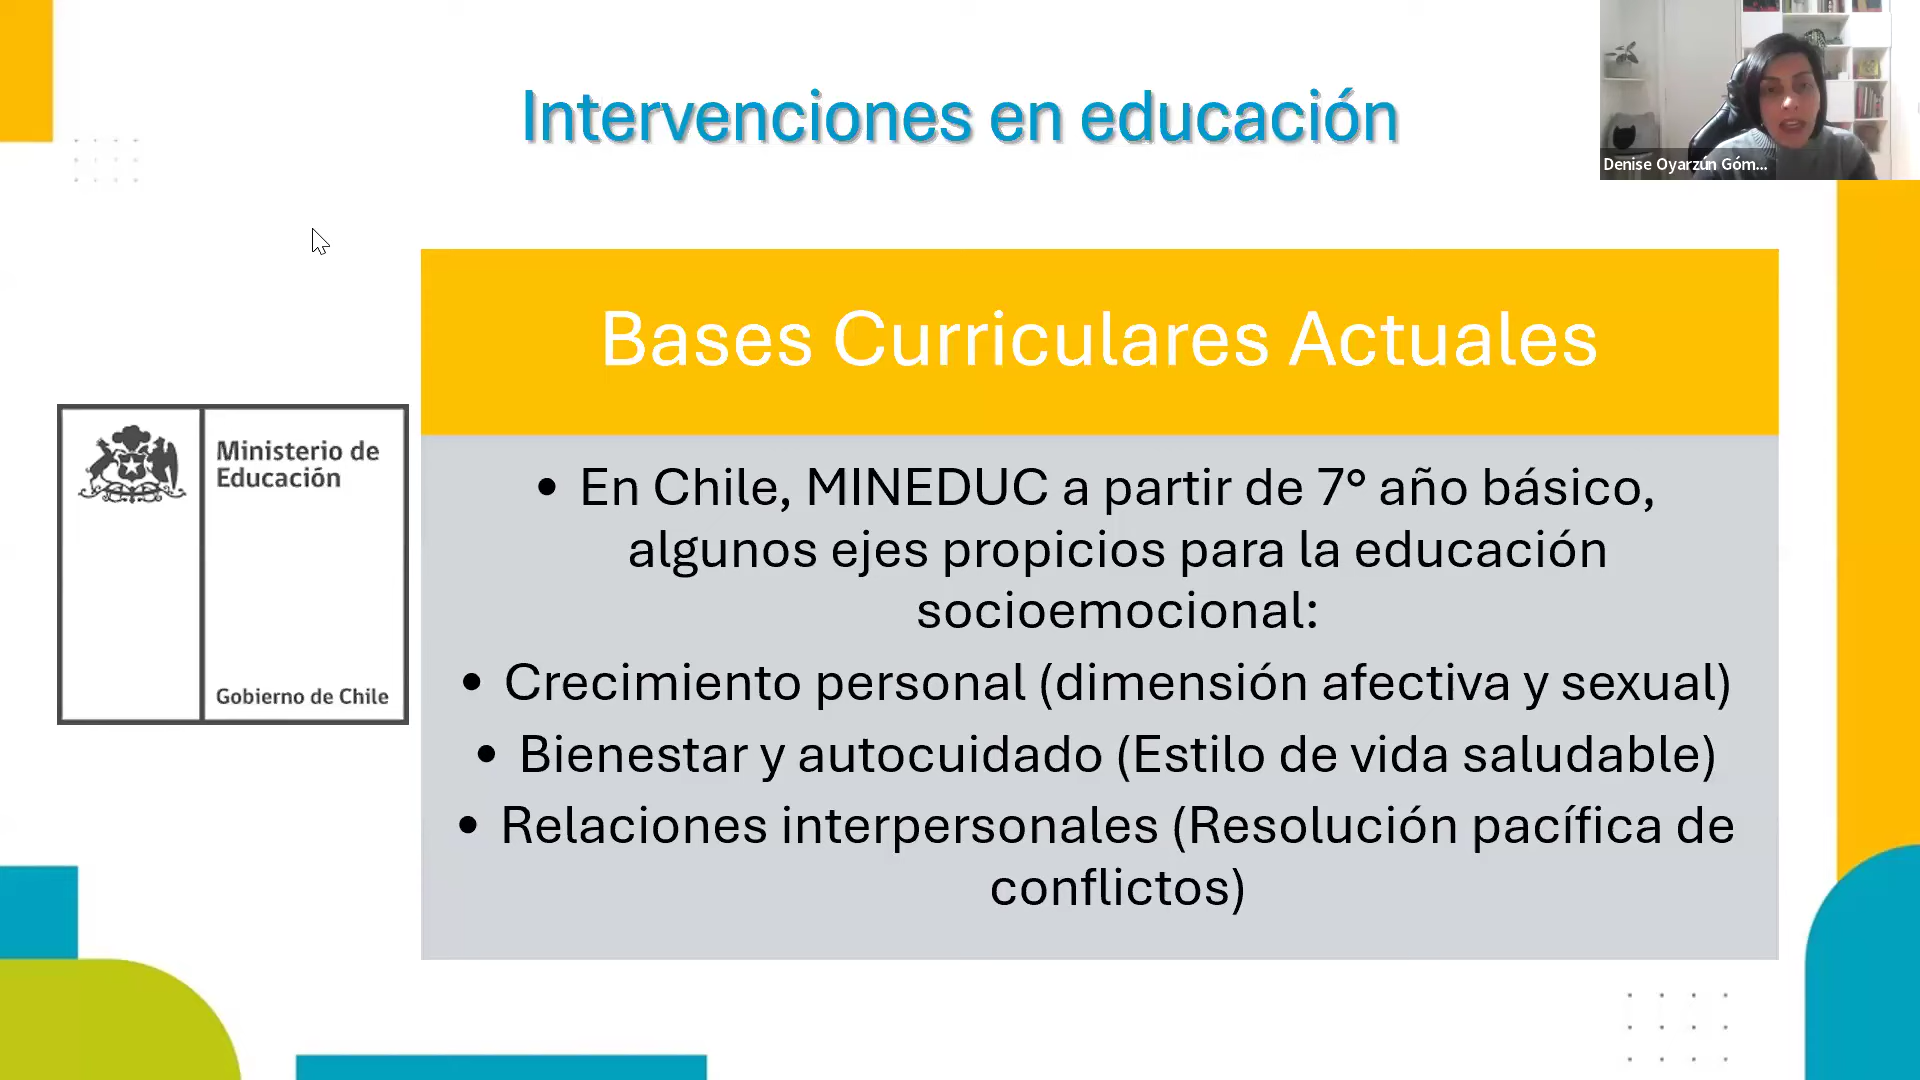 Intervenciones en educación
Denise Oyarzún Góm...
Bases Curriculares Actuales
Ministerio de
Educación
Gobierno de Chile
• En Chile, MINEDUC a partir de 7° año básico,
algunos ejes propicios para la educación
socioemocional:
• Crecimiento personal (dimensión afectiva y sexual)
• Bienestar y autocuidado (Estilo de vida saludable)
• Relaciones interpersonales (Resolución pacífica de
conflictos)